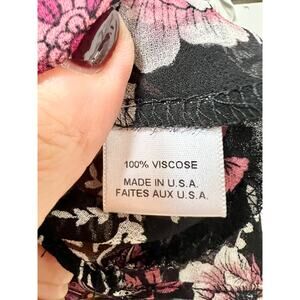 100% VISCOSE
MADE IN U.S.A.
FAITES AUX U.S.A.